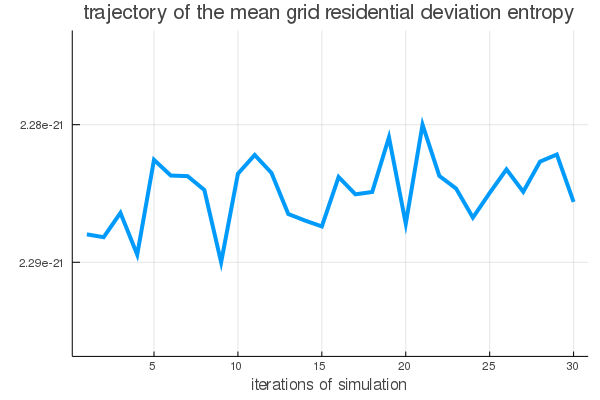 trajectory of the mean grid residential deviation entropy
2.28e-21
2.29e-21
5 10 15 20 25 30
iterations of simulation